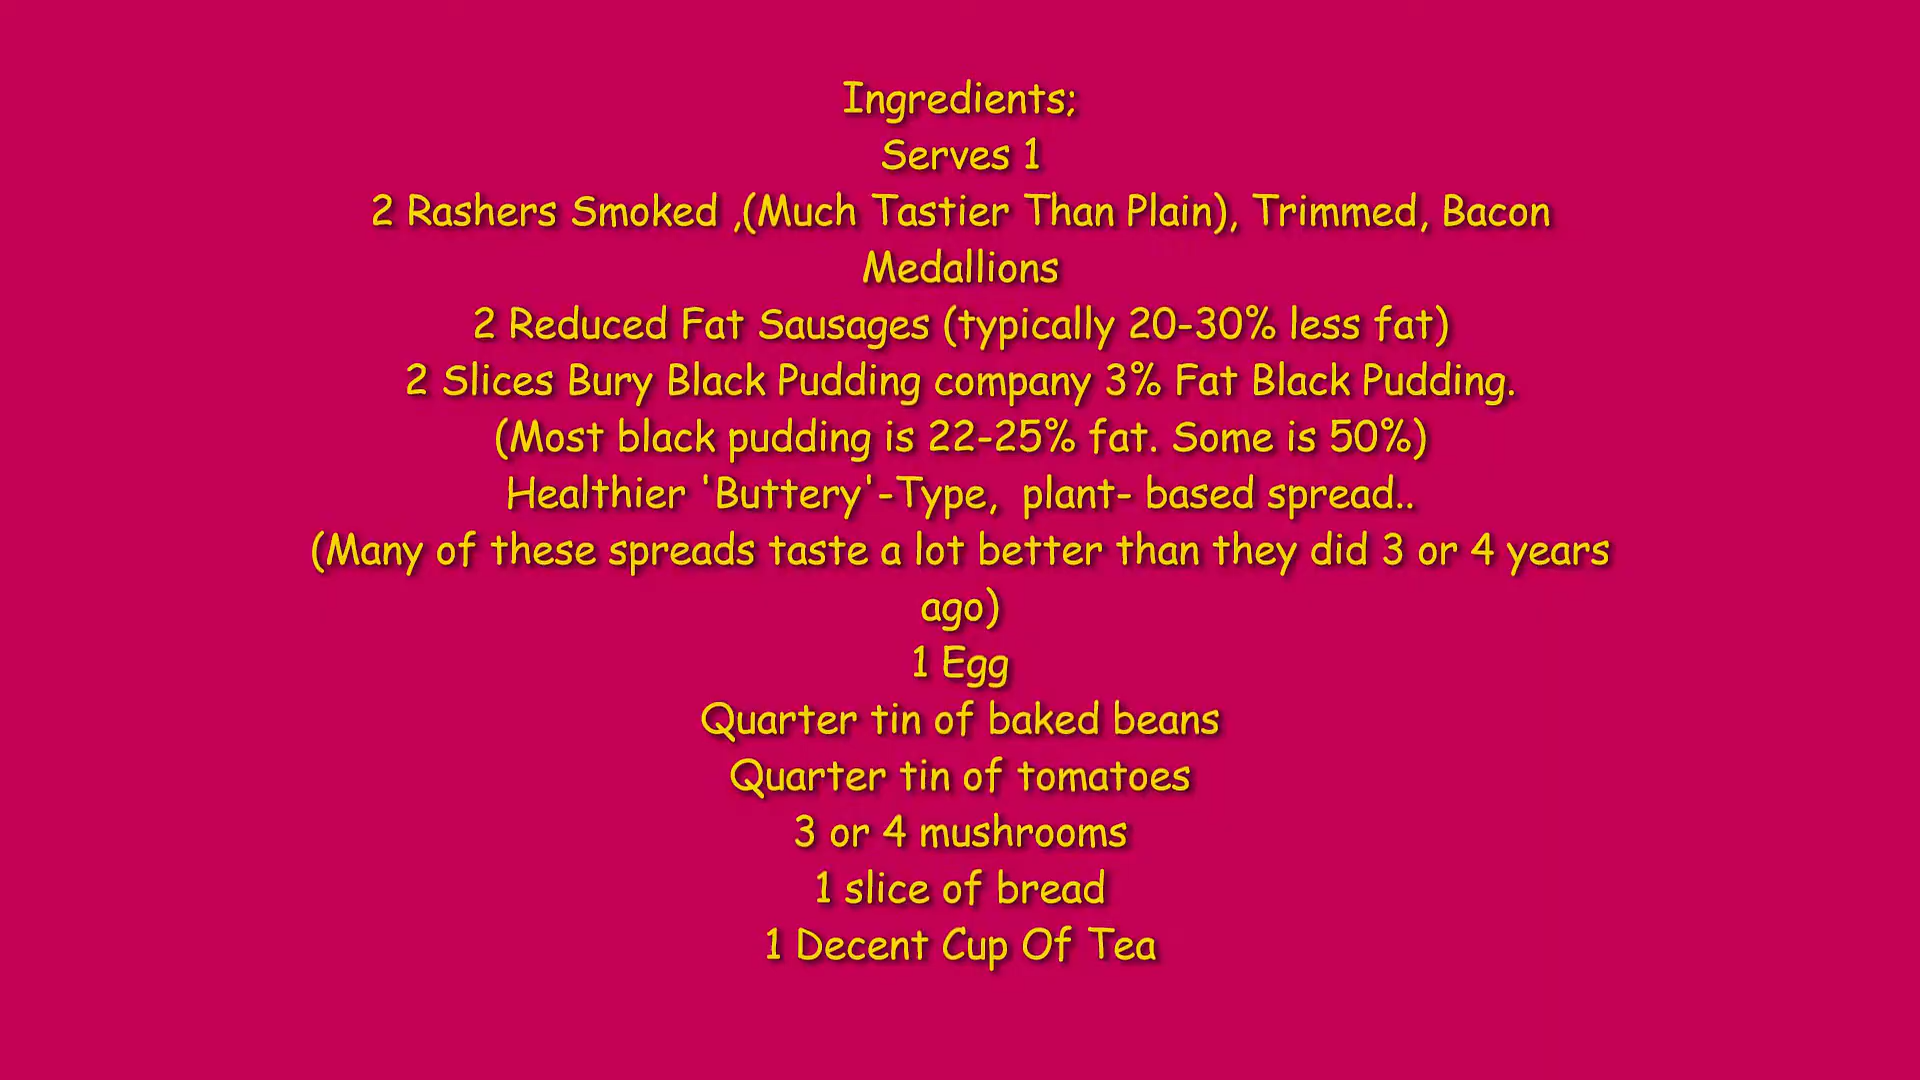 Ingredients;
Serves 1
2 Rashers Smoked ,(Much Tastier Than Plain), Trimmed, Bacon
Medallions
2 Reduced Fat Sausages (typically 20-30% less fat)
2 Slices Bury Black Pudding company 3% Fat Black Pudding.
(Most black pudding is 22-25% fat. Some is 50%)
Healthier 'Buttery'-Type,  plant- based spread..
(Many of these spreads taste a lot better than they did 3 or 4 years
ago)
1 Egg
Quarter tin of baked beans
Quarter tin of tomatoes
3 or 4 mushrooms
1 slice of bread
1 Decent Cup Of Tea